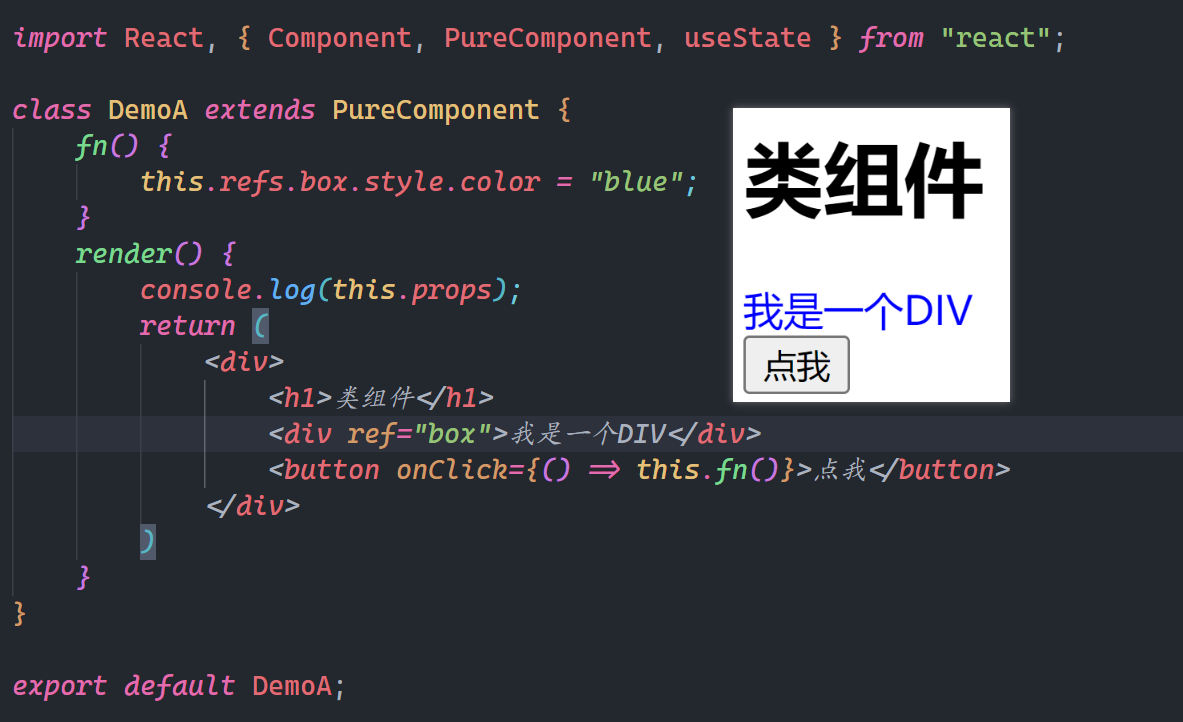 import React, { Component, PureComponent, useState } from "react";
class DemoA extends PureComponent {
fn() {
this.refs.box.style.color = "blue";
}
render() {
console.log(this.props);
return (
<div>
<h1>类组件</h1>
<div ref="box">我是一个DIV</div>
<button onClick={() => this.fn()}>点我</button>
</div>
)
}
}
export default DemoA;
类组件
我是一个DIV
点我